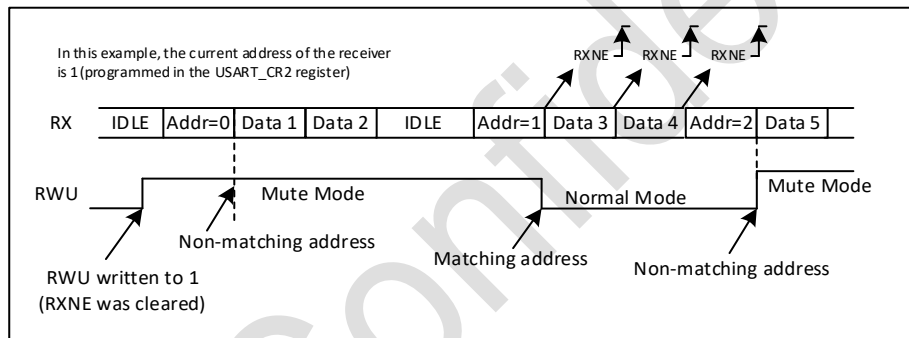 In this example, the current address of the receiver
is 1(programmed in the USART_CR2 register)
RXNE RXNE RXNE
RX IDLE Addr=0 Data 1 Data 2 IDLE Addr=1 Data 3 Data 4 Addr=2 Data 5
RWU Mute Mode Normal Mode Mute Mode
Non-matching address Matching address Non-matching address
RWU written to 1
(RXNE was cleared)